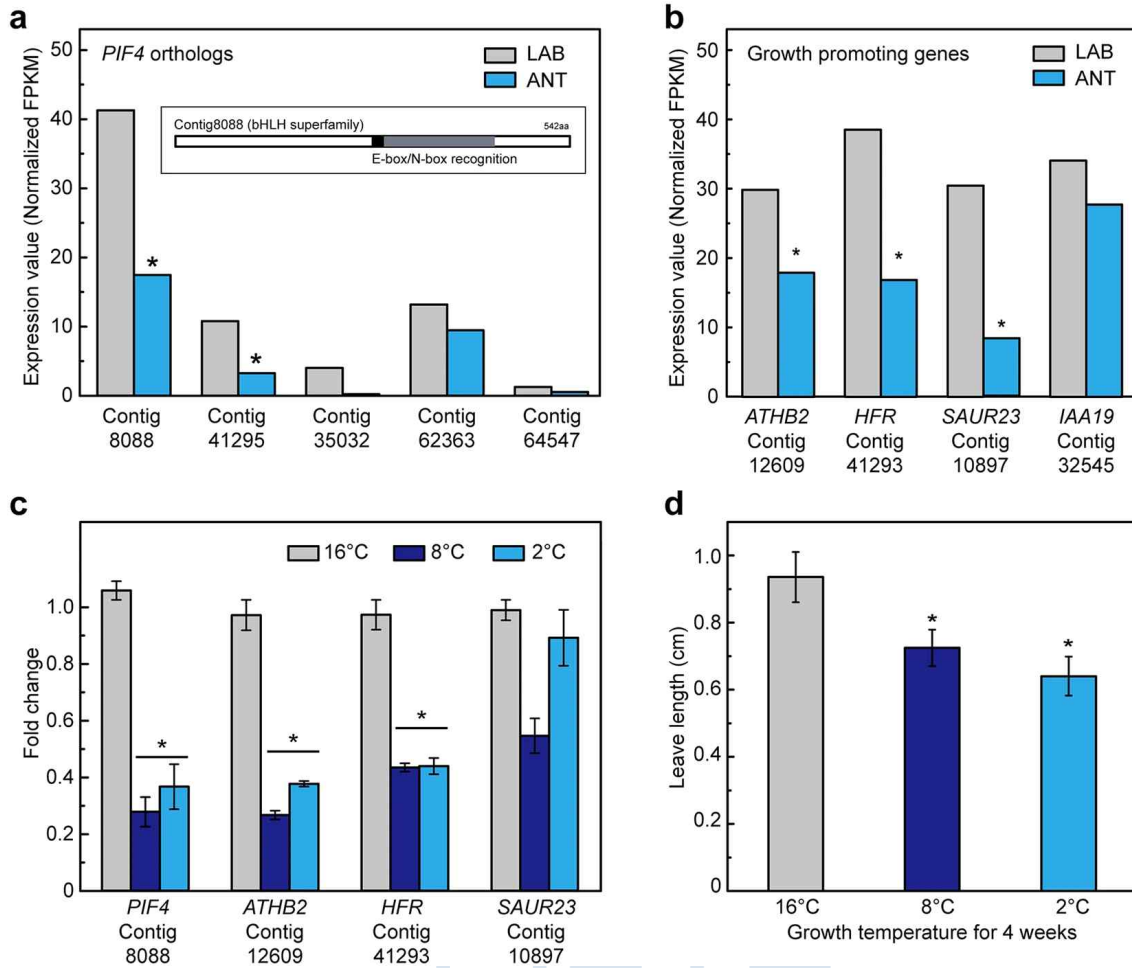 a
PIF4 orthologs
LAB
ANT
Expression value (Normalized FPKM)
50
40
30
20
10
0
Contig8088 (bHLH superfamily)
542aa
E-box/N-box recognition
*
*
Contig Contig Contig Contig Contig
8088 41295 35032 62363 64547
b
Growth promoting genes
LAB
ANT
Expression value (Normalized FPKM)
50
40
30
20
10
0
*
*
*
ATHB2 HFR SAUR23 IAA19
Contig Contig Contig Contig
12609 41293 10897 32545
c
16°C 8°C 2°C
Fold change
1.0
0.8
0.6
0.4
0.2
0
*
*
*
PIF4 ATHB2 HFR SAUR23
Contig Contig Contig Contig
8088 12609 41293 10897
d
Leave length (cm)
1.0
0.8
0.6
0.4
0.2
0
*
*
16°C 8°C 2°C
Growth temperature for 4 weeks